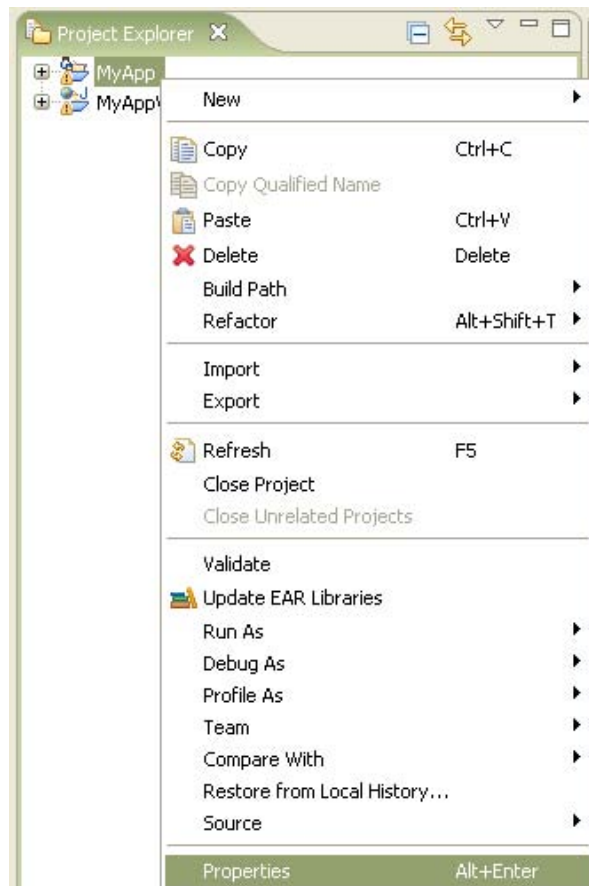 Project Explorer
MyApp
MyApp
New
Copy Ctrl+C
Copy Qualified Name
Paste Ctrl+V
Delete Delete
Build Path
Refactor Alt+Shift+T
Import
Export
Refresh F5
Close Project
Close Unrelated Projects
Validate
Update EAR Libraries
Run As
Debug As
Profile As
Team
Compare With
Restore from Local History...
Source
Properties Alt+Enter